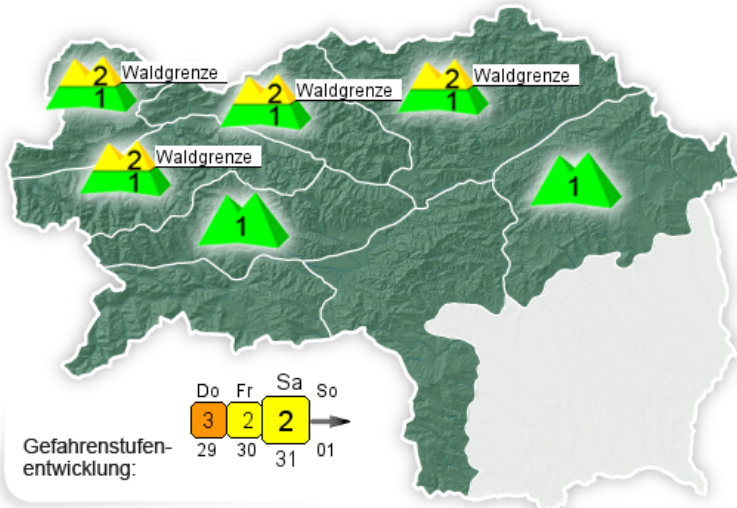 2 Waldgrenze
1
2 Waldgrenze
1
2 Waldgrenze
1
2 Waldgrenze
1
1
1
Do Fr Sa So
3 2 2
29 30 31 01
Gefahrenstufen-
entwicklung: